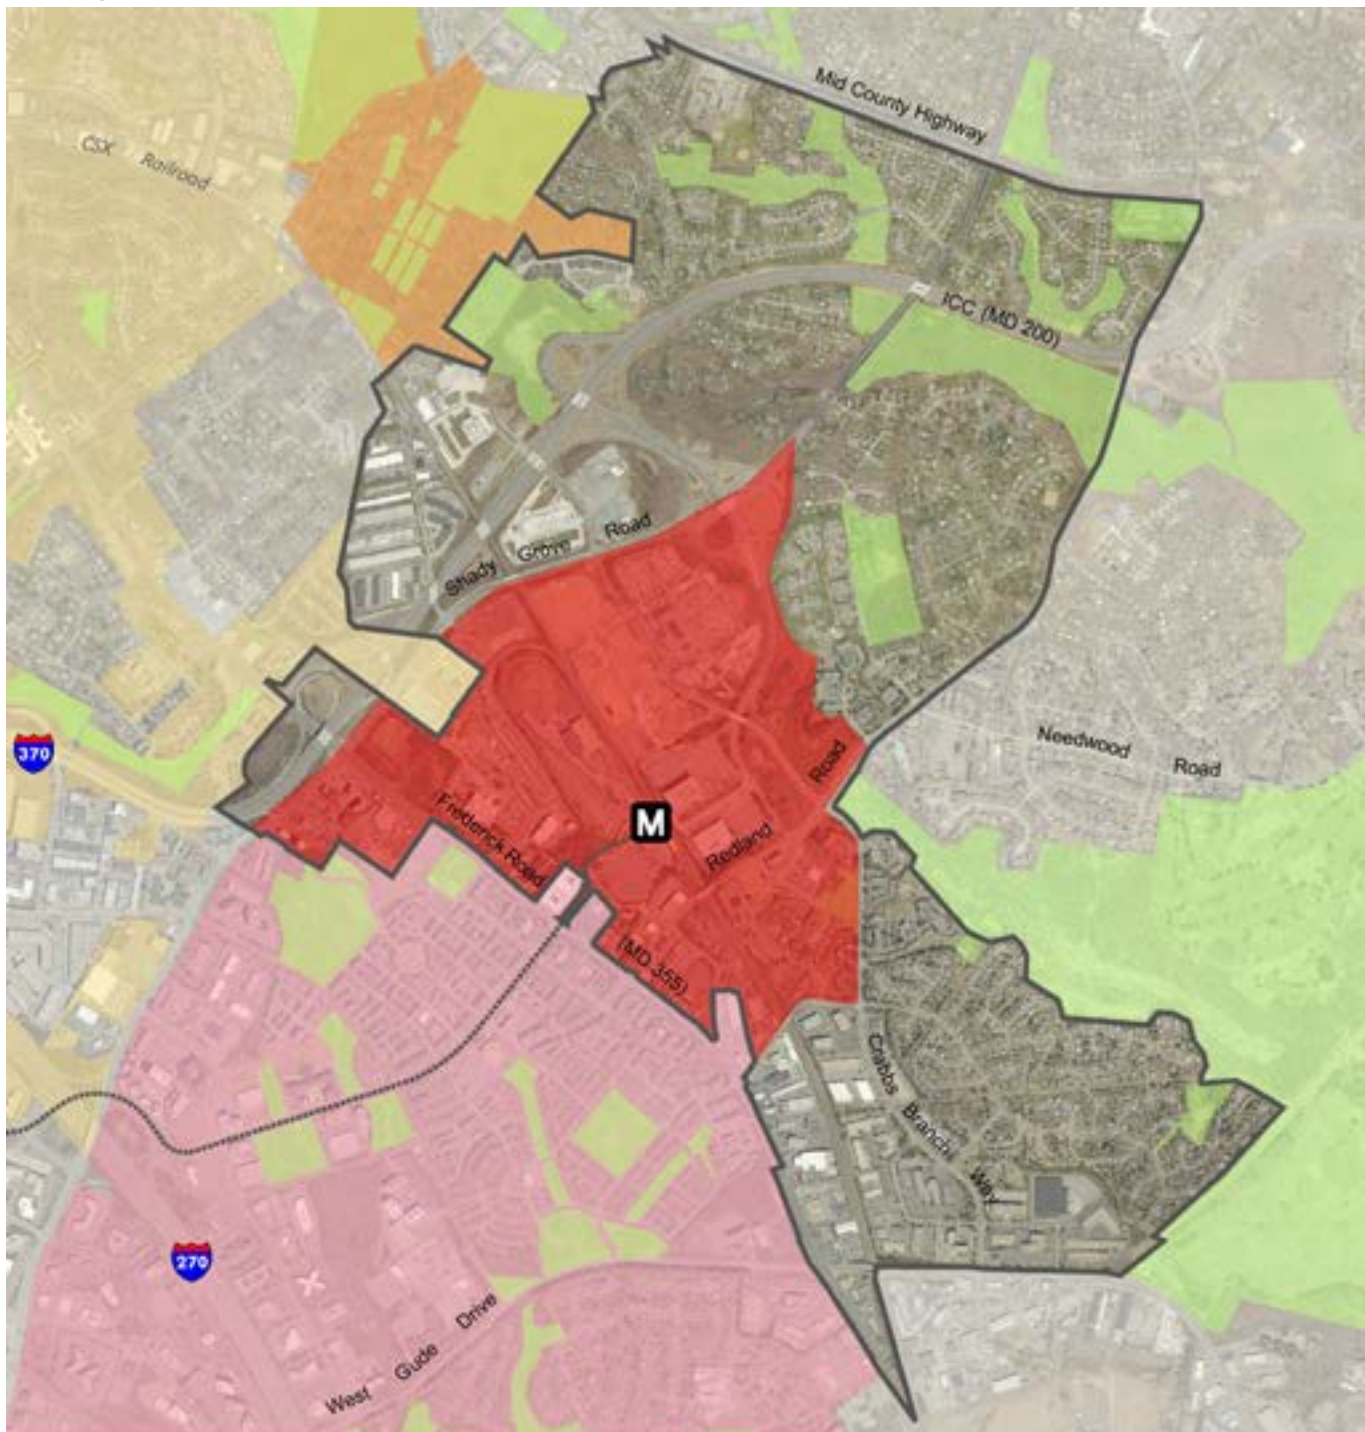 Mid County Highway
CSX Railroad
ICC (MD 200)
Shady Grove Road
370
Needwood Road
Frederick Road
M
Redland Road
(MD 355)
Crabbs Branch Way
270
West Gude Drive